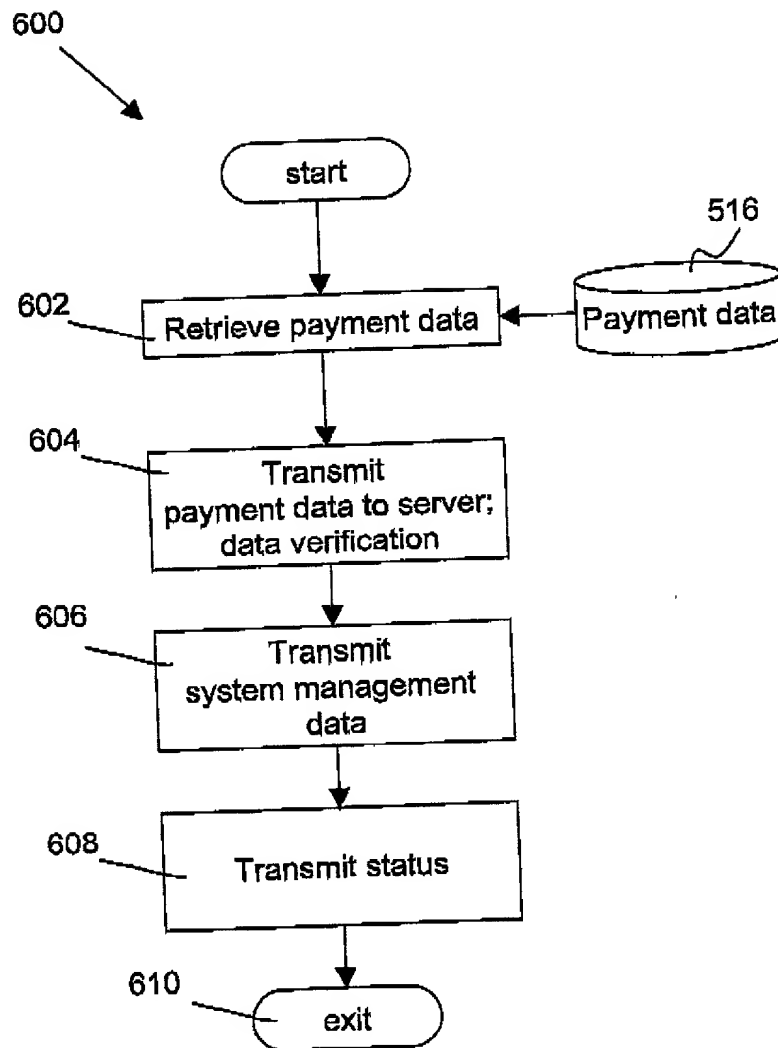 600
start
516
602
Retrieve payment data
Payment data
604
Transmit
payment data to server;
data verification
606
Transmit
system management
data
608
Transmit status
610
exit